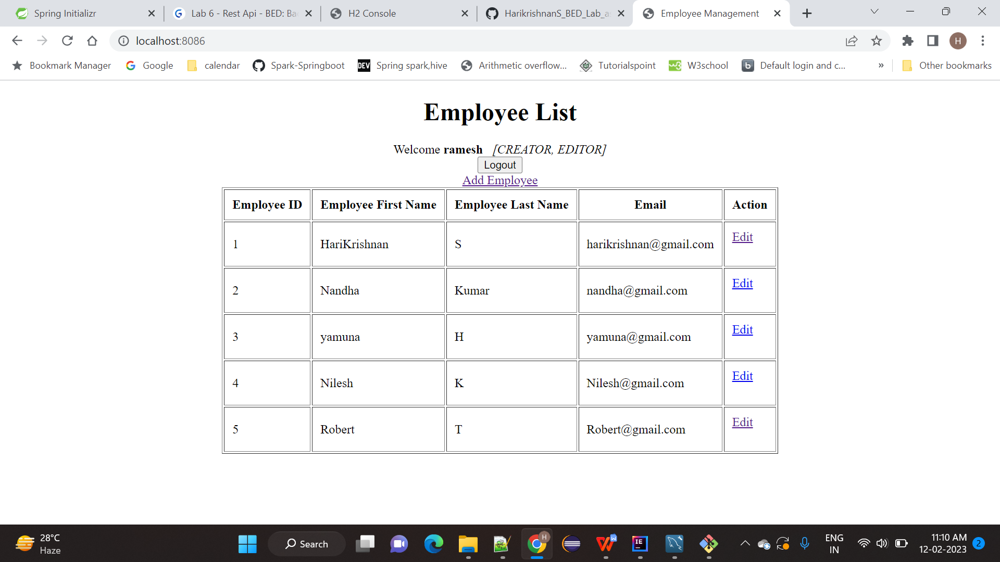 Spring Initializr
Lab 6 - Rest Api - BED: Ba
H2 Console
HarikrishnanS_BED_Lab_a
Employee Management
localhost:8086
H
Bookmark Manager
Google
calendar
Spark-Springboot
DEV
Spring spark,hive
Arithmetic overflow...
Tutorialspoint
W3school
Default login and c...
»
Other bookmarks
Employee List
Welcome ramesh [CREATOR, EDITOR]
Logout
Add Employee
Employee ID Employee First Name Employee Last Name Email Action
1 HariKrishnan S harikrishnan@gmail.com Edit
2 Nandha Kumar nandha@gmail.com Edit
3 yamuna H yamuna@gmail.com Edit
4 Nilesh K Nilesh@gmail.com Edit
5 Robert T Robert@gmail.com Edit
28°C
Haze
Search
H
IE
ENG
IN
11:10 AM
12-02-2023
2